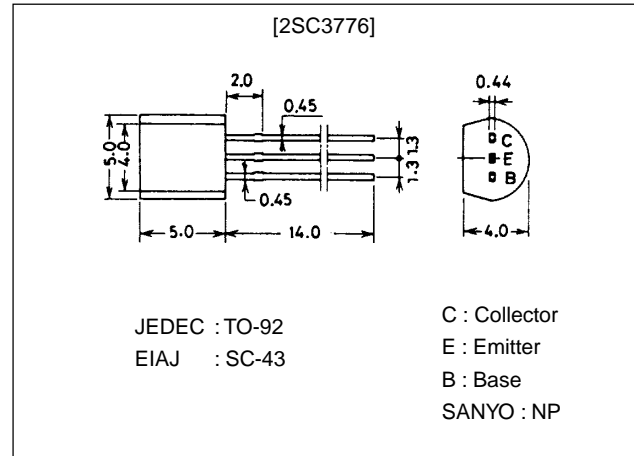 [2SC3776]
2.0
0.45
0.44
5.0
4.0
1.3
1.3
C
E
B
0.45
5.0
14.0
4.0
JEDEC : TO-92
EIAJ : SC-43
C : Collector
E : Emitter
B : Base
SANYO : NP